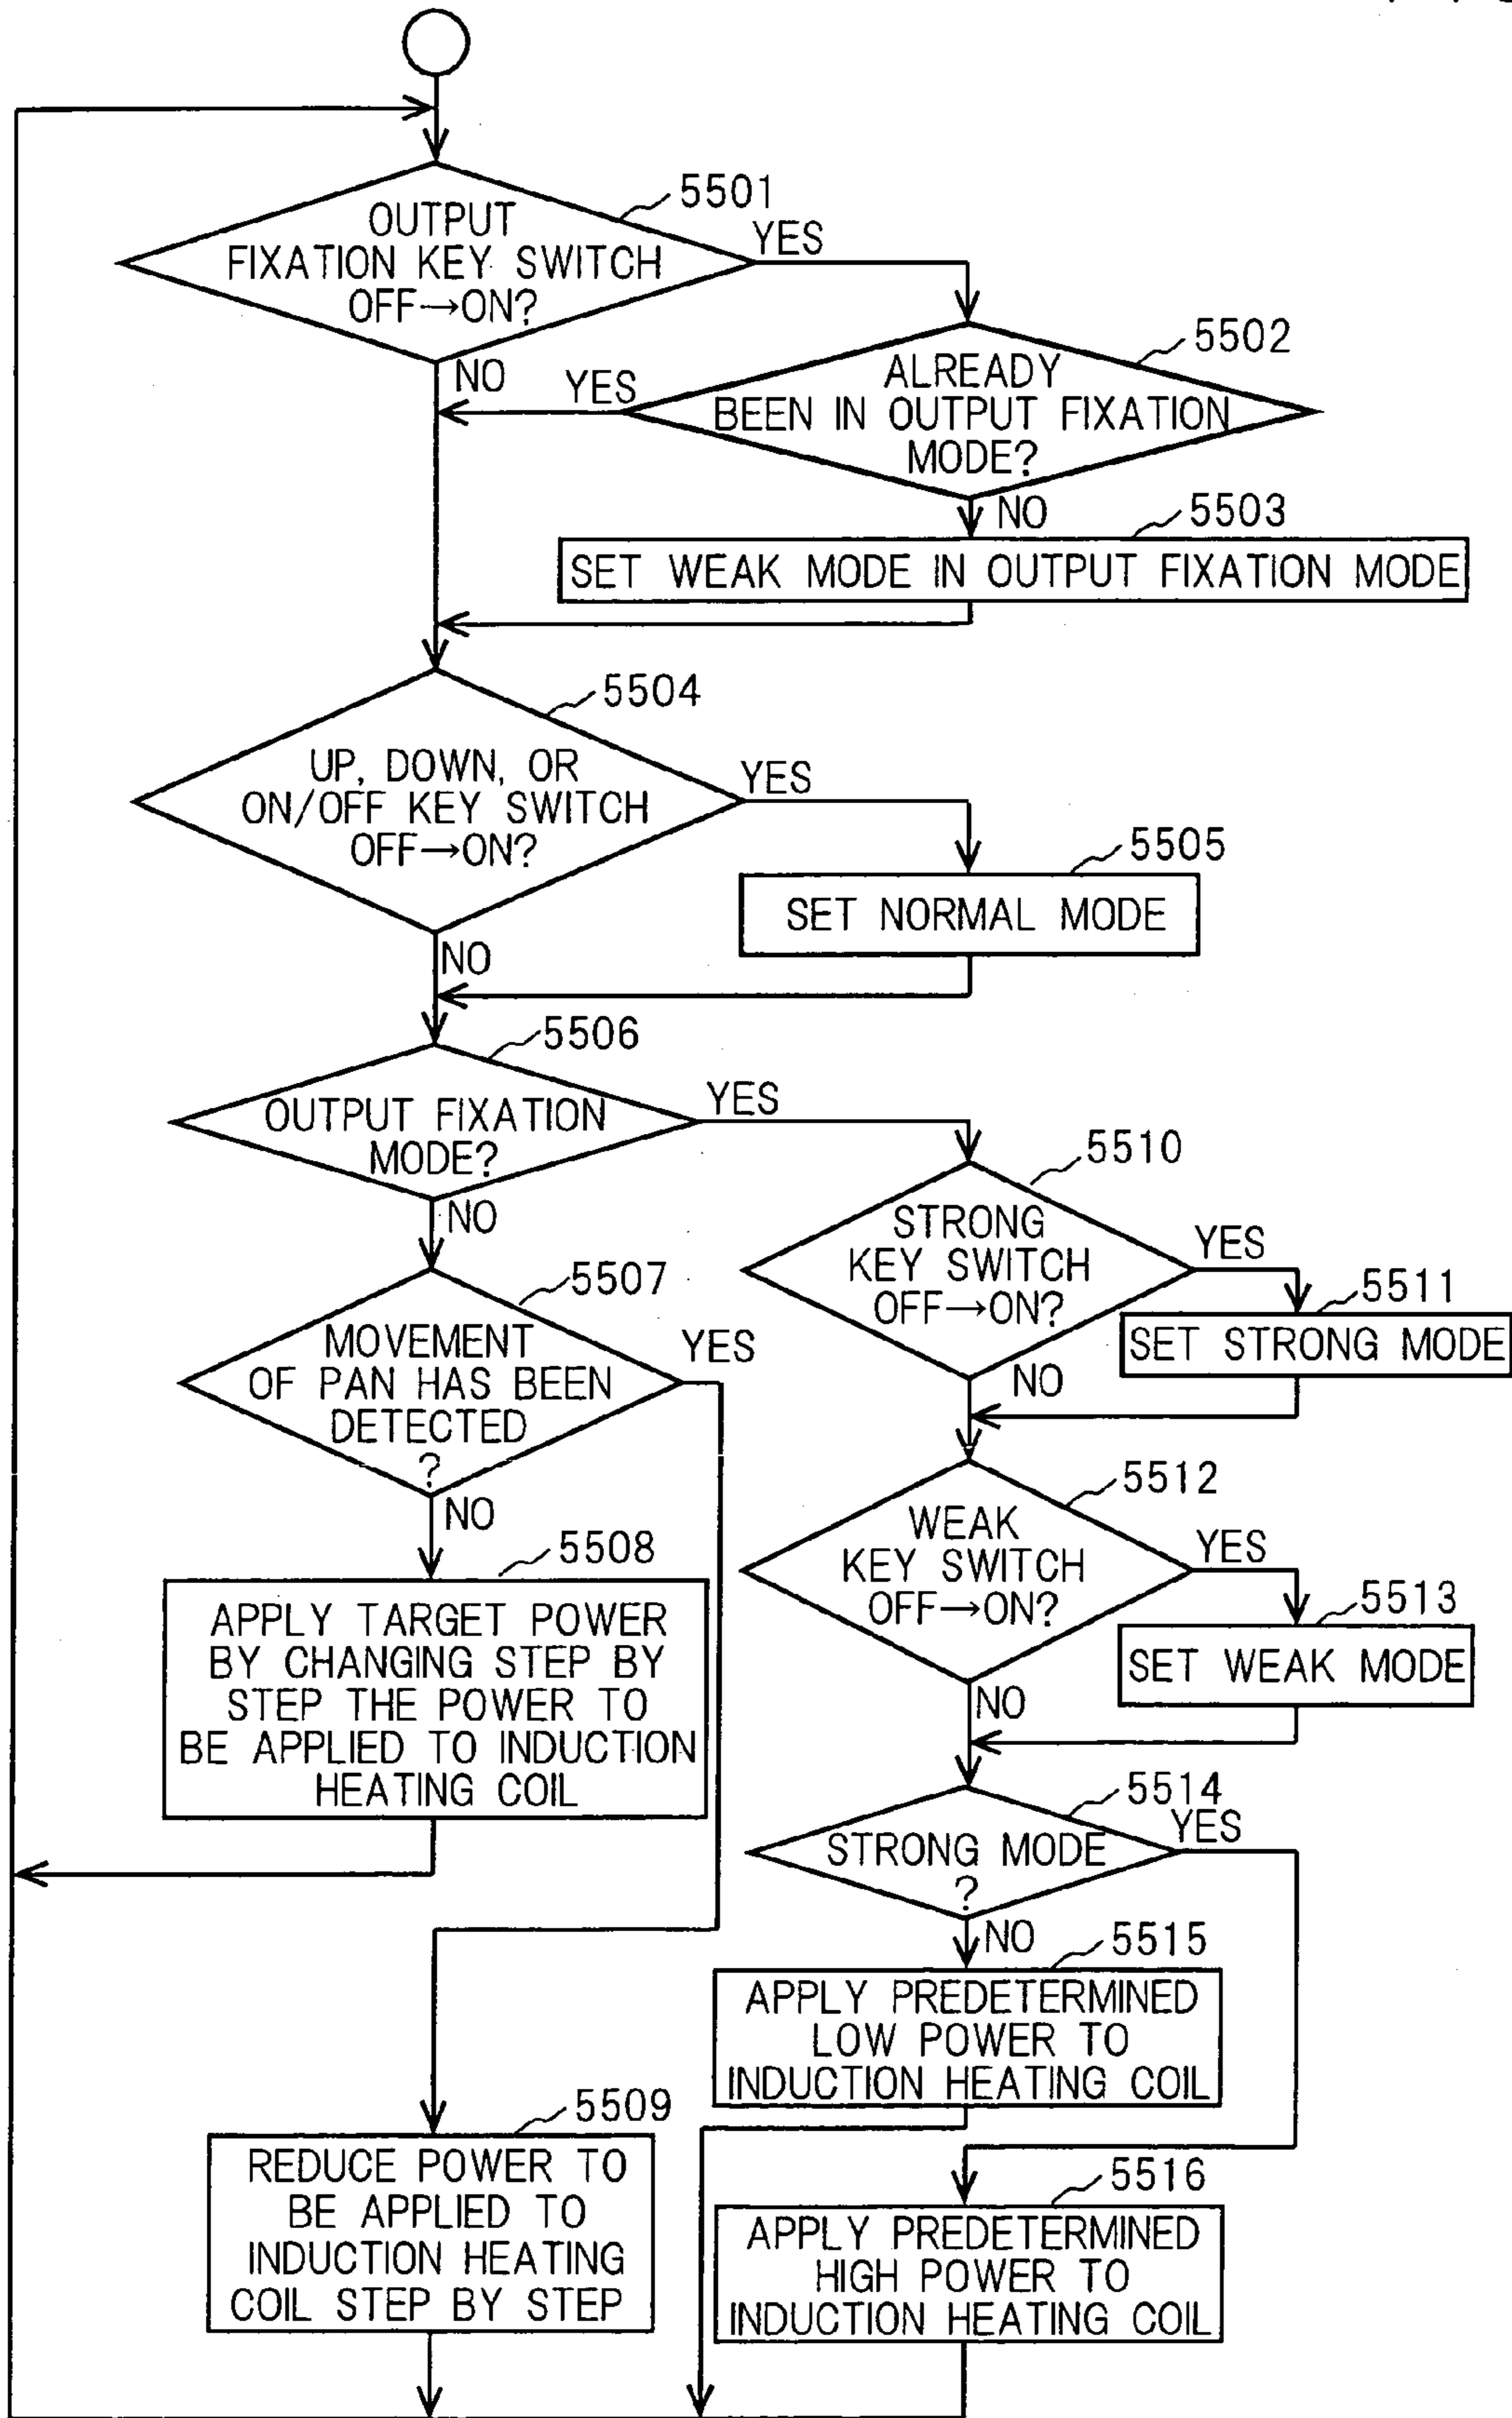 5501
OUTPUT
FIXATION KEY SWITCH
OFF→ON?
YES
NO
5502
ALREADY
BEEN IN OUTPUT FIXATION
MODE?
YES
NO
5503
SET WEAK MODE IN OUTPUT FIXATION MODE
5504
UP, DOWN, OR
ON/OFF KEY SWITCH
OFF→ON?
YES
NO
5505
SET NORMAL MODE
5506
OUTPUT FIXATION
MODE?
YES
NO
5507
MOVEMENT
OF PAN HAS BEEN
DETECTED
?
YES
NO
5508
APPLY TARGET POWER
BY CHANGING STEP BY
STEP THE POWER TO
BE APPLIED TO INDUCTION
HEATING COIL
5509
REDUCE POWER TO
BE APPLIED TO
INDUCTION HEATING
COIL STEP BY STEP
5510
STRONG
KEY SWITCH
OFF→ON?
YES
NO
5511
SET STRONG MODE
5512
WEAK
KEY SWITCH
OFF→ON?
YES
NO
5513
SET WEAK MODE
5514
STRONG MODE
?
YES
NO
5515
APPLY PREDETERMINED
LOW POWER TO
INDUCTION HEATING COIL
5516
APPLY PREDETERMINED
HIGH POWER TO
INDUCTION HEATING COIL